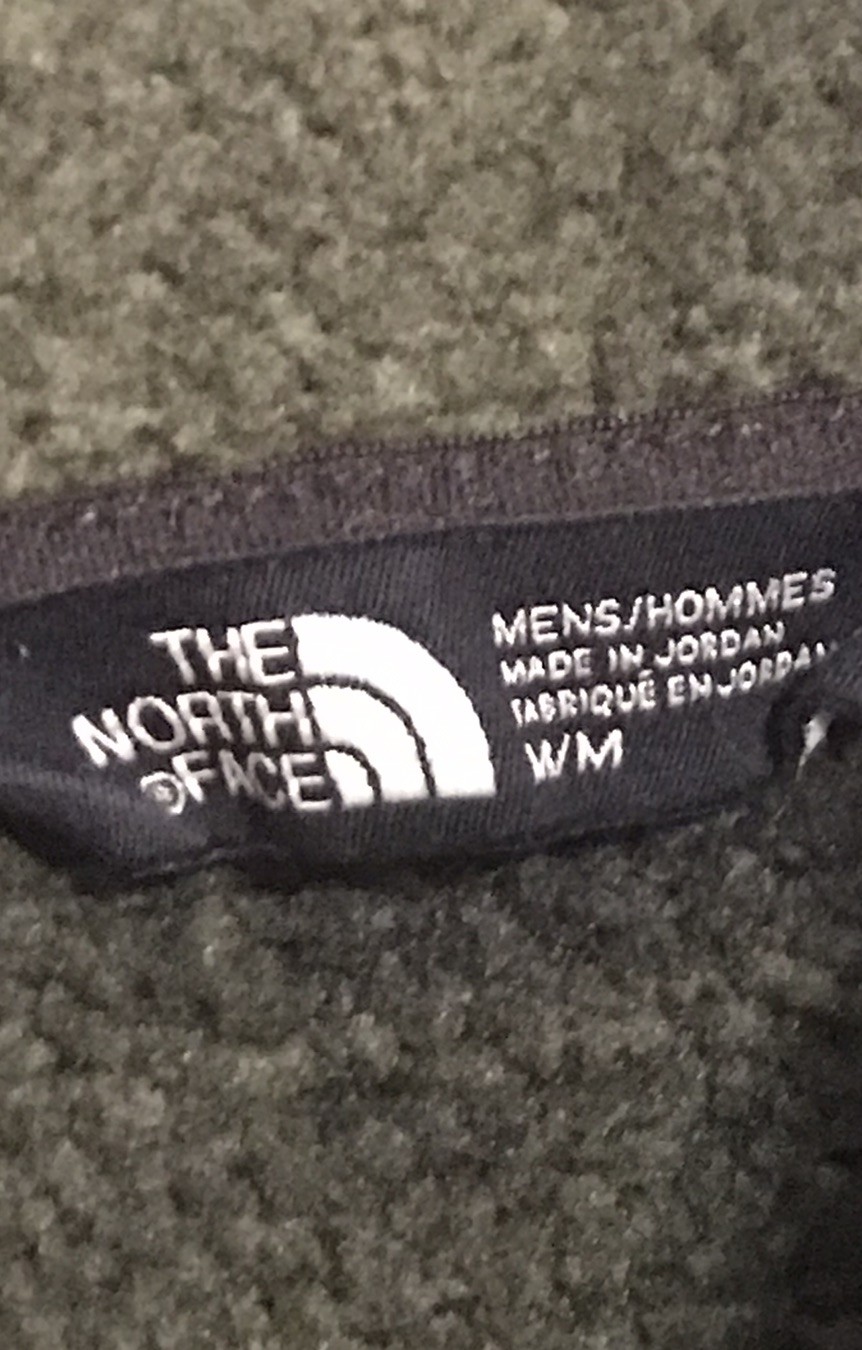 THE
NORTH
®FACE
MENS/HOMMES
MADE IN JORDAN
FABRIQUÉ EN JORDAN
WM